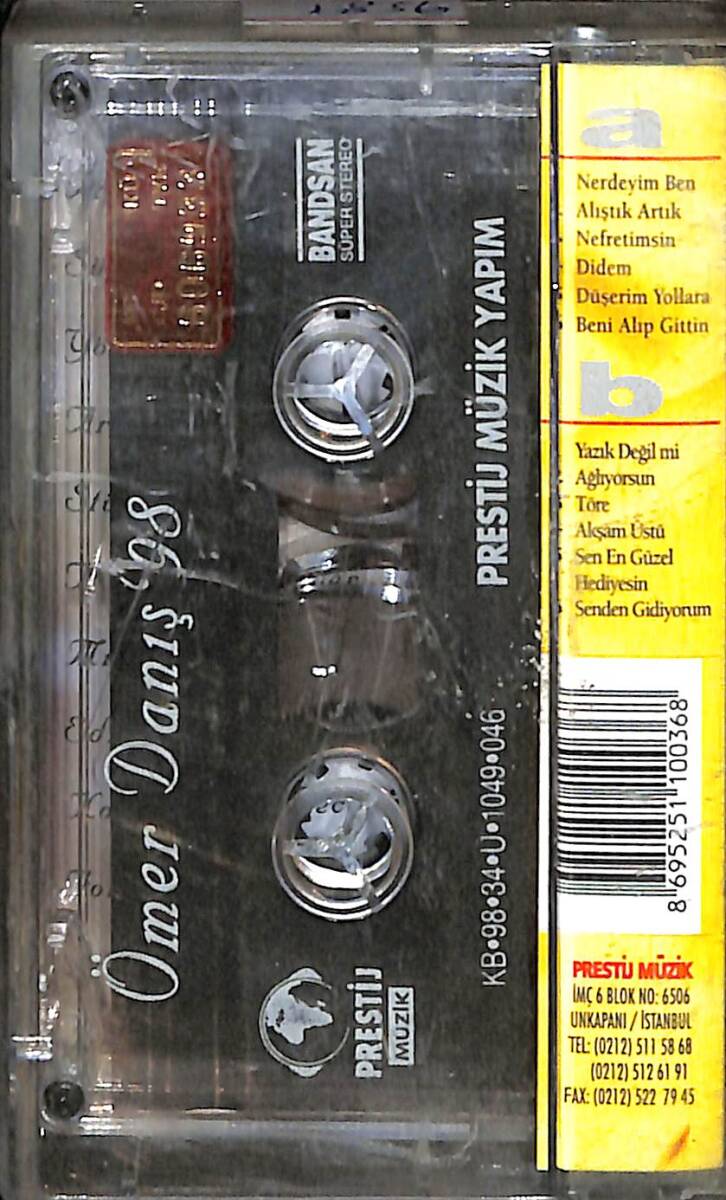 a
Nerdeyim Ben
Alıştık Artık
Nefretimsin
Didem
Düşerim Yollara
Beni Alıp Gittin
b
Yazık Değil mi
Ağlıyorsun
Töre
Akşam Üstü
Sen En Güzel
Hediyesin
Senden Gidiyorum
8 695251 100368
PRESTİJ MÜZİK
İMÇ 6 BLOK NO: 6506
UNKAPANI / İSTANBUL
TEL: (0212) 511 58 68
(0212) 512 61 91
FAX: (0212) 522 79 45
Ömer Danış '98
BANDSAN
SÜPER STEREO
PRESTİJ
MÜZİK
PRESTİJ MÜZİK YAPIM
KB•98•34•U•1049•046